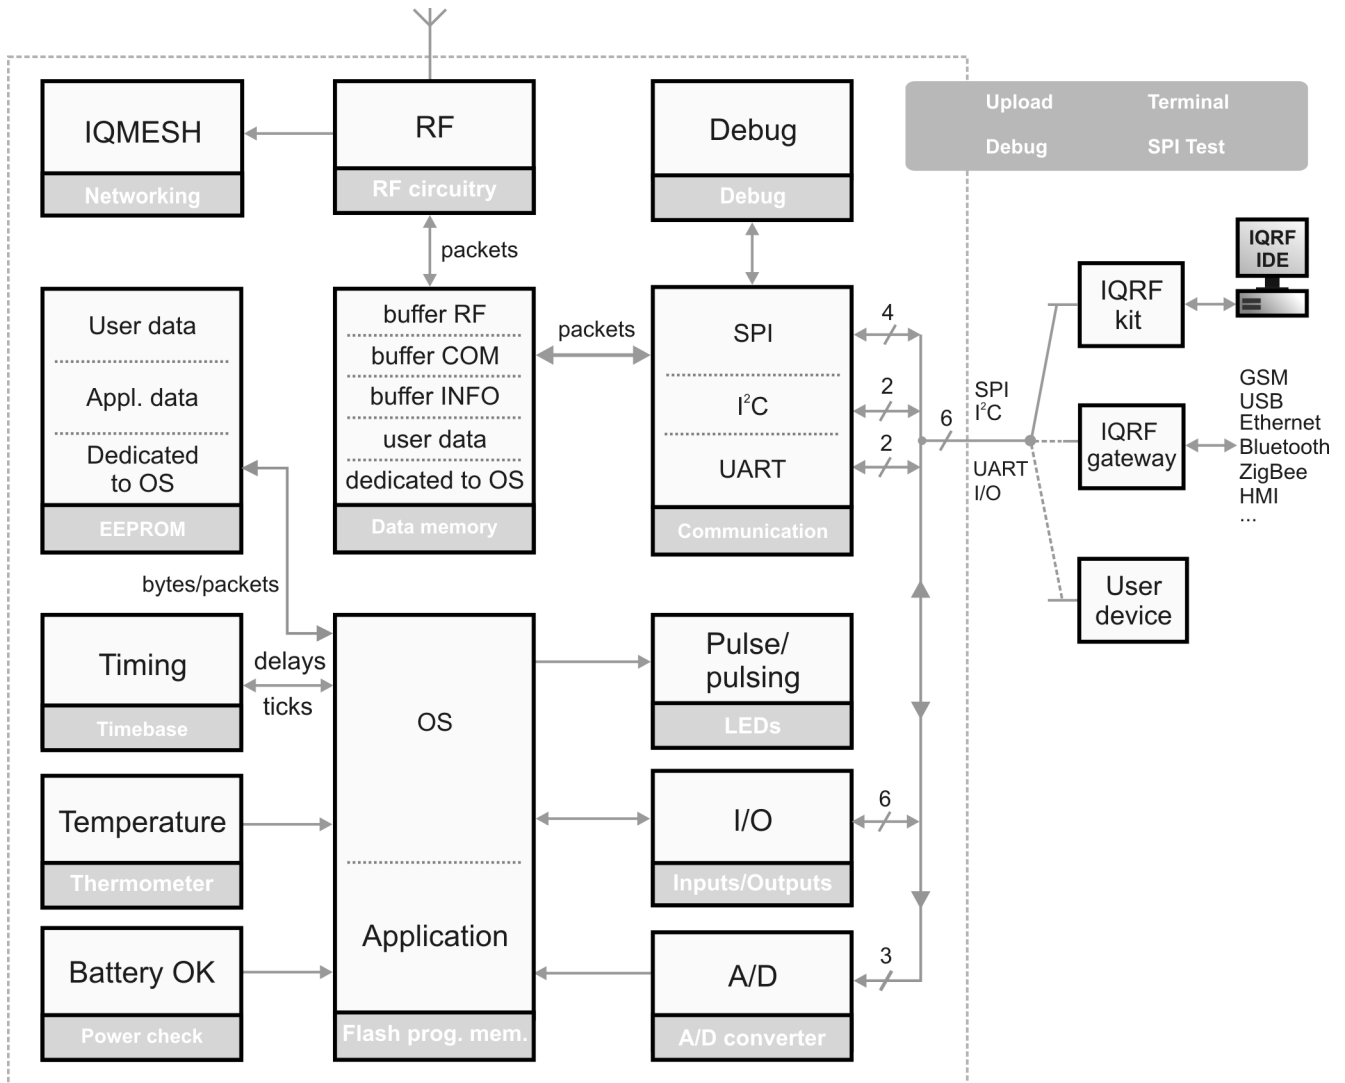 IQMESH
Networking
RF
RF circuitry
Debug
Debug
Upload
Terminal
Debug
SPI Test
packets
IQRF
IDE
IQRF
kit
User data
Appl. data
Dedicated
to OS
EEPROM
buffer RF
buffer COM
buffer INFO
user data
dedicated to OS
Data memory
packets
SPI
I²C
UART
Communication
4
2
2
6
SPI
I²C
UART
I/O
IQRF
gateway
GSM
USB
Ethernet
Bluetooth
ZigBee
HMI
...
User
device
bytes/packets
Timing
Timebase
delays
ticks
OS
Application
Flash prog. mem.
Pulse/
pulsing
LEDs
Temperature
Thermometer
I/O
Inputs/Outputs
6
Battery OK
Power check
A/D
A/D converter
3